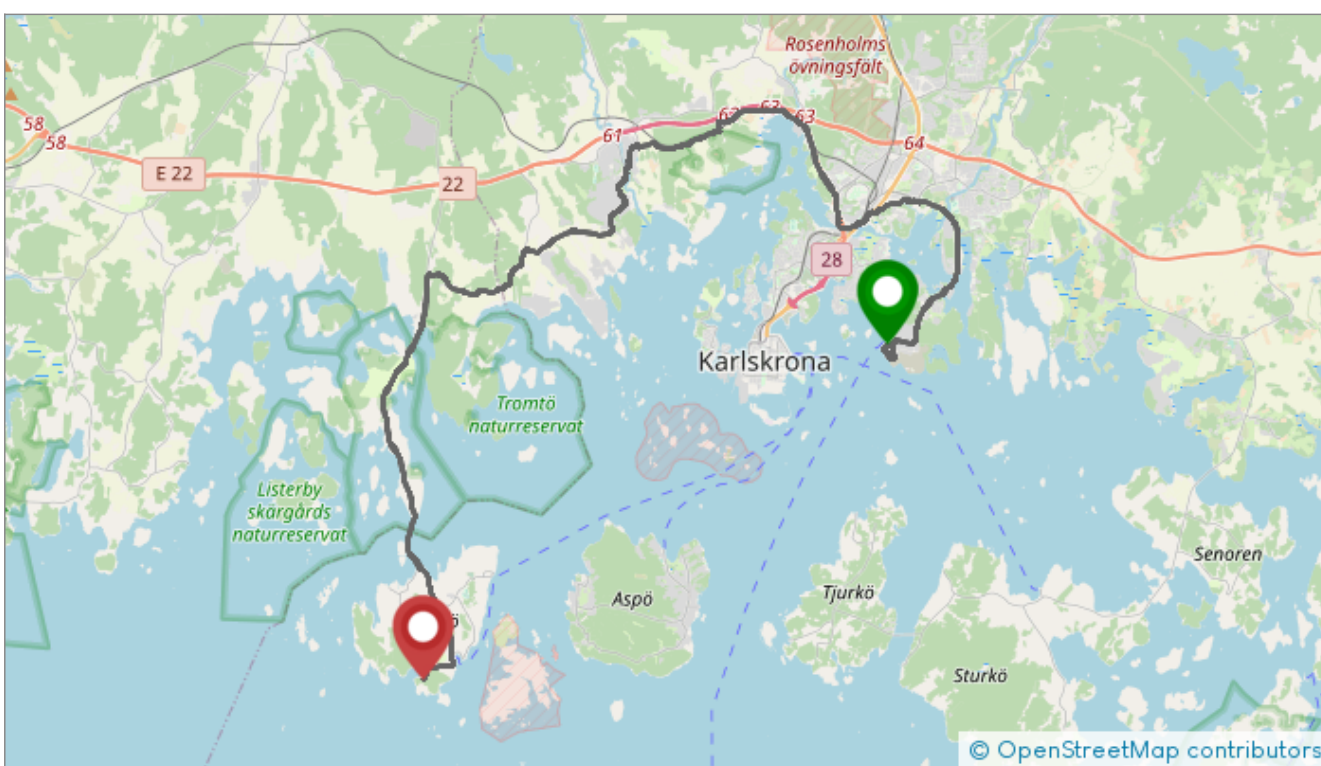 Rosenholms
övningsfält
58
58
E 22
22
61
62
63
63
64
28
Karlskrona
Tromtö
naturreservat
Listerby
skärgårds
naturreservat
Aspö
Tjurkö
Senoren
Sturkö
© OpenStreetMap contributors